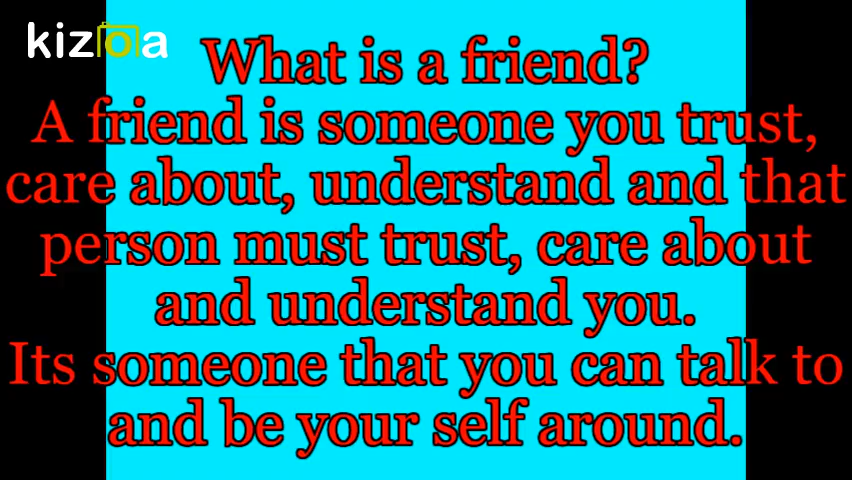 kizoa
What is a friend?
A friend is someone you trust,
care about, understand and that
person must trust, care about
and understand you.
Its someone that you can talk to
and be your self around.